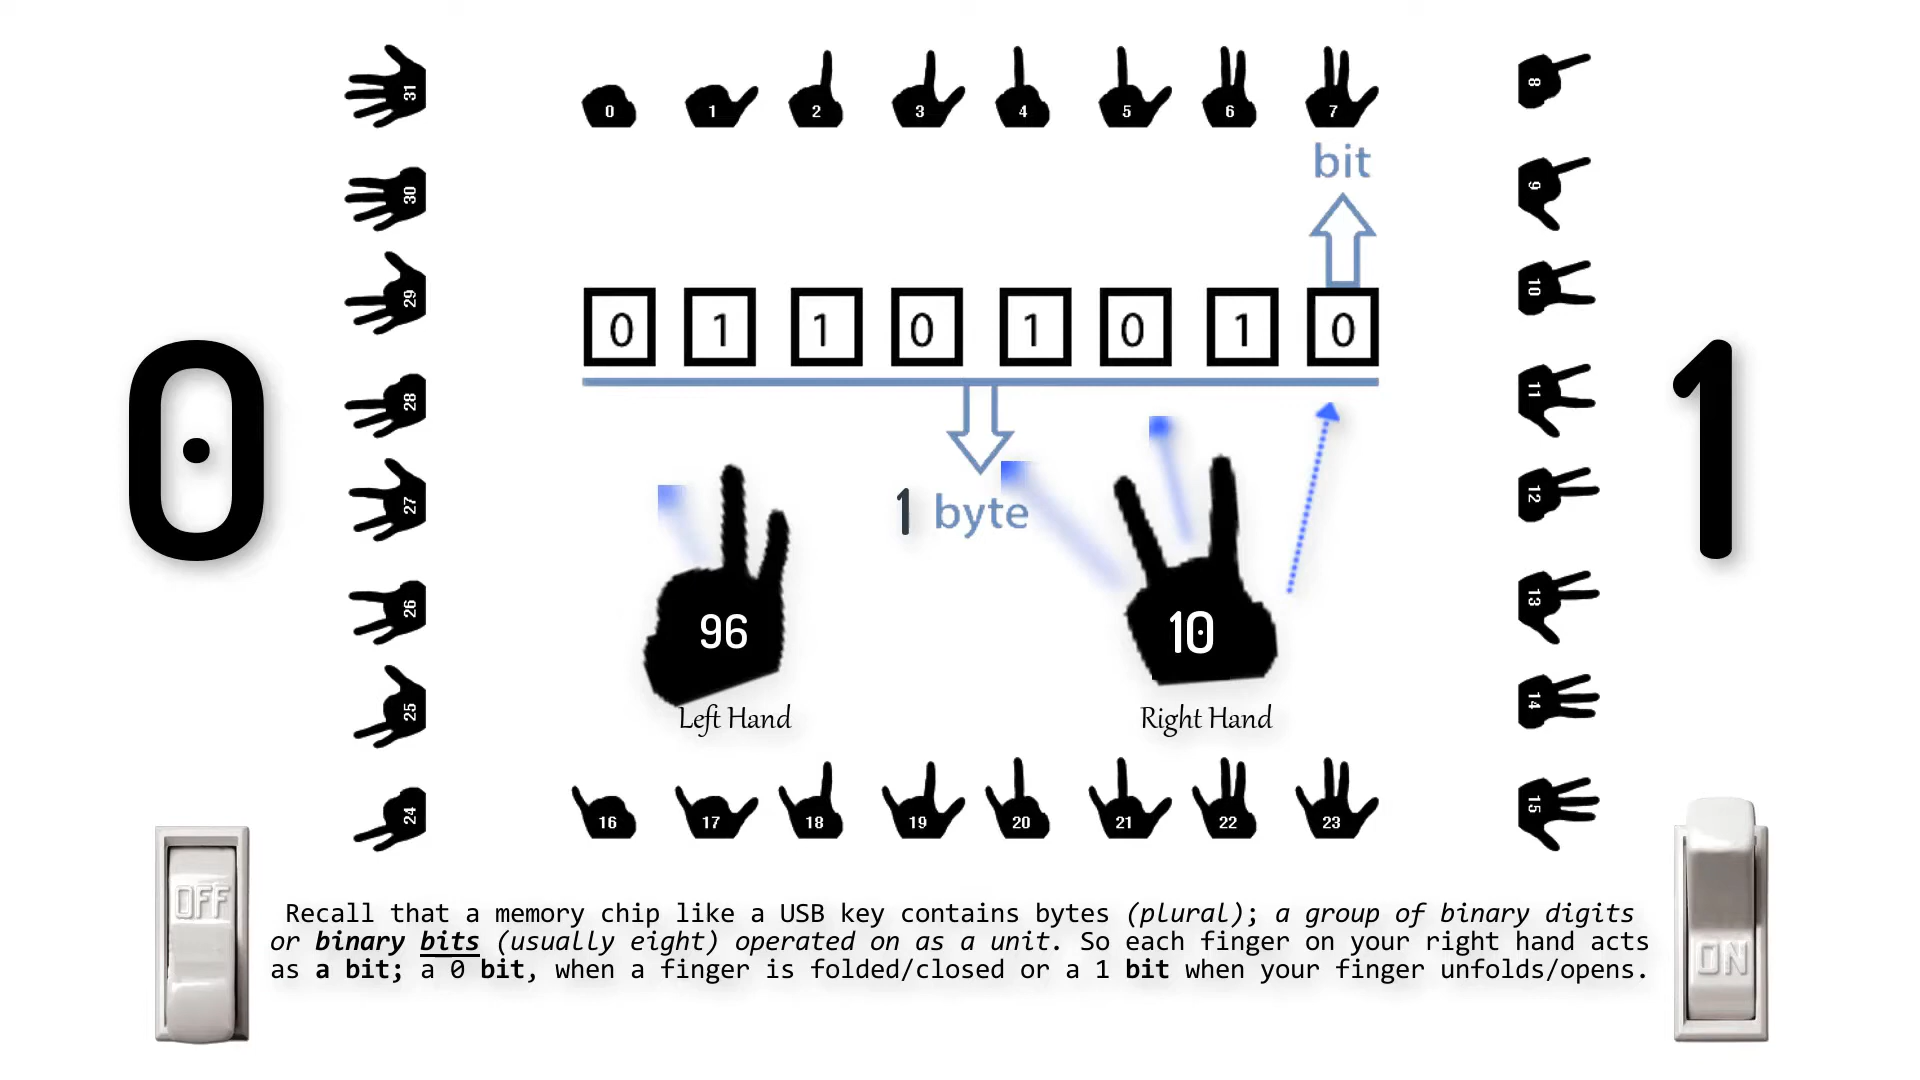 31
0 1 2 3 4 5 6 7
8
bit
30
9
29
10
0 1 1 0 1 0 1 0
28
11
0
1
27
12
1 byte
26
13
96
10
25
14
Left Hand
Right Hand
24
16 17 18 19 20 21 22 23
15
OFF
ON
Recall that a memory chip like a USB key contains bytes (plural); a group of binary digits
or binary bits (usually eight) operated on as a unit. So each finger on your right hand acts
as a bit; a 0 bit, when a finger is folded/closed or a 1 bit when your finger unfolds/opens.